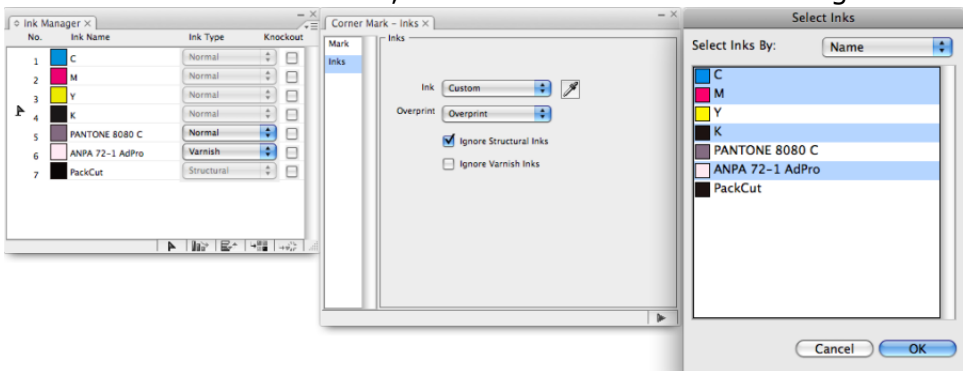 Ink Manager ×
No. Ink Name Ink Type Knockout
1 C Normal
2 M Normal
3 Y Normal
4 K Normal
5 PANTONE 8080 C Normal
6 ANPA 72-1 AdPro Varnish
7 PackCut Structural
Corner Mark - Inks ×
Mark
Inks
Inks
Ink Custom
Overprint Overprint
Ignore Structural Inks
Ignore Varnish Inks
Select Inks
Select Inks By: Name
C
M
Y
K
PANTONE 8080 C
ANPA 72-1 AdPro
PackCut
Cancel OK